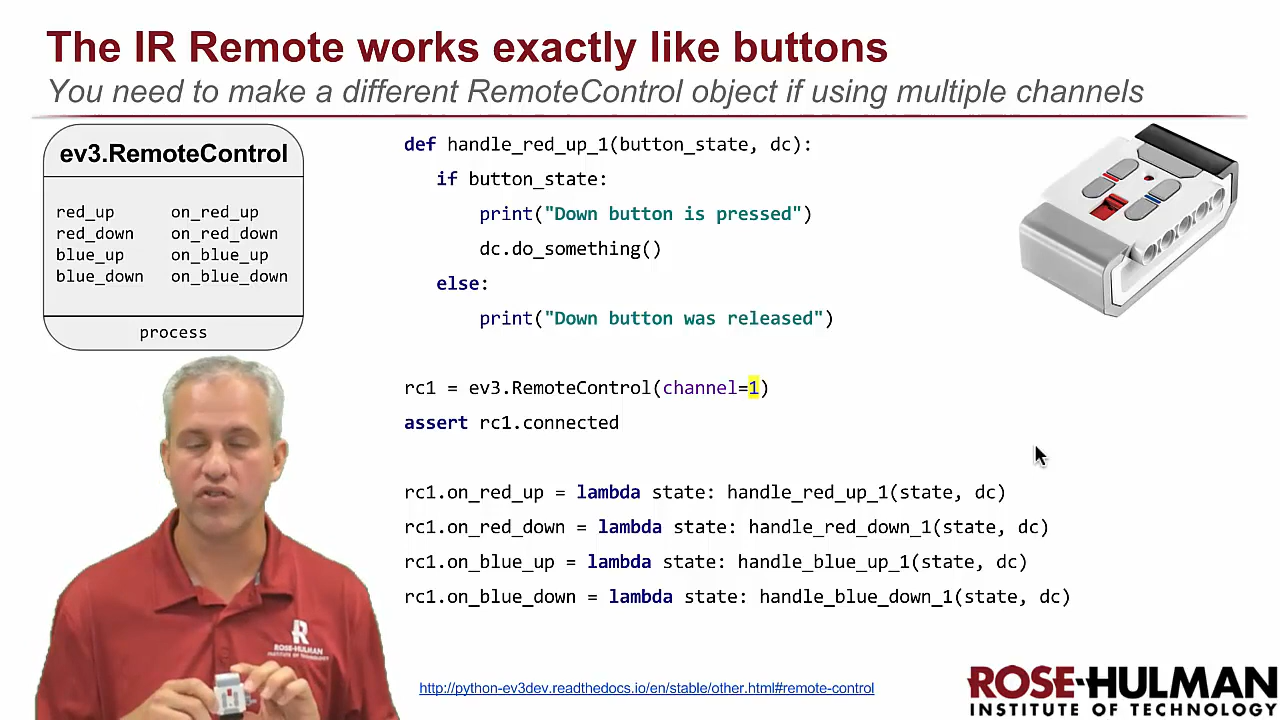 The IR Remote works exactly like buttons
You need to make a different RemoteControl object if using multiple channels
ev3.RemoteControl
red_up on_red_up
red_down on_red_down
blue_up on_blue_up
blue_down on_blue_down
process
def handle_red_up_1(button_state, dc):
if button_state:
print("Down button is pressed")
dc.do_something()
else:
print("Down button was released")
rc1 = ev3.RemoteControl(channel=1)
assert rc1.connected
rc1.on_red_up = lambda state: handle_red_up_1(state, dc)
rc1.on_red_down = lambda state: handle_red_down_1(state, dc)
rc1.on_blue_up = lambda state: handle_blue_up_1(state, dc)
rc1.on_blue_down = lambda state: handle_blue_down_1(state, dc)
R
ROSE-HULMAN
INSTITUTE OF TECHNOLOGY
http://python-ev3dev.readthedocs.io/en/stable/other.html#remote-control
ROSE-HULMAN
INSTITUTE OF TECHNOLOGY